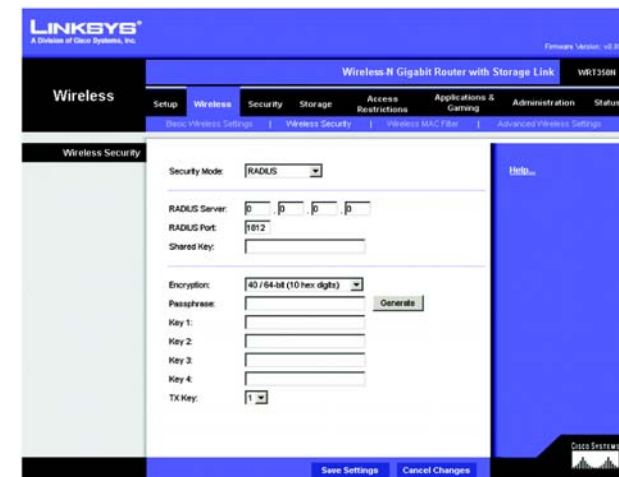 LINKSYS®
A Division of Cisco Systems, Inc.
Firmware Version:
Wireless-N Gigabit Router with Storage Link WRT350N
Wireless
Setup Wireless Security Storage Access Restrictions Applications & Gaming Administration Status
Basic Wireless Settings | Wireless Security | Wireless MAC Filter | Advanced Wireless Settings
Wireless Security
Security Mode: RADIUS
Help...
RADIUS Server: 0 . 0 . 0 . 0
RADIUS Port: 1812
Shared Key:
Encryption: 40 / 64-bit (10 hex digits)
Passphrase: Generate
Key 1:
Key 2:
Key 3:
Key 4:
TX Key: 1
CISCO SYSTEMS
Save Settings Cancel Changes